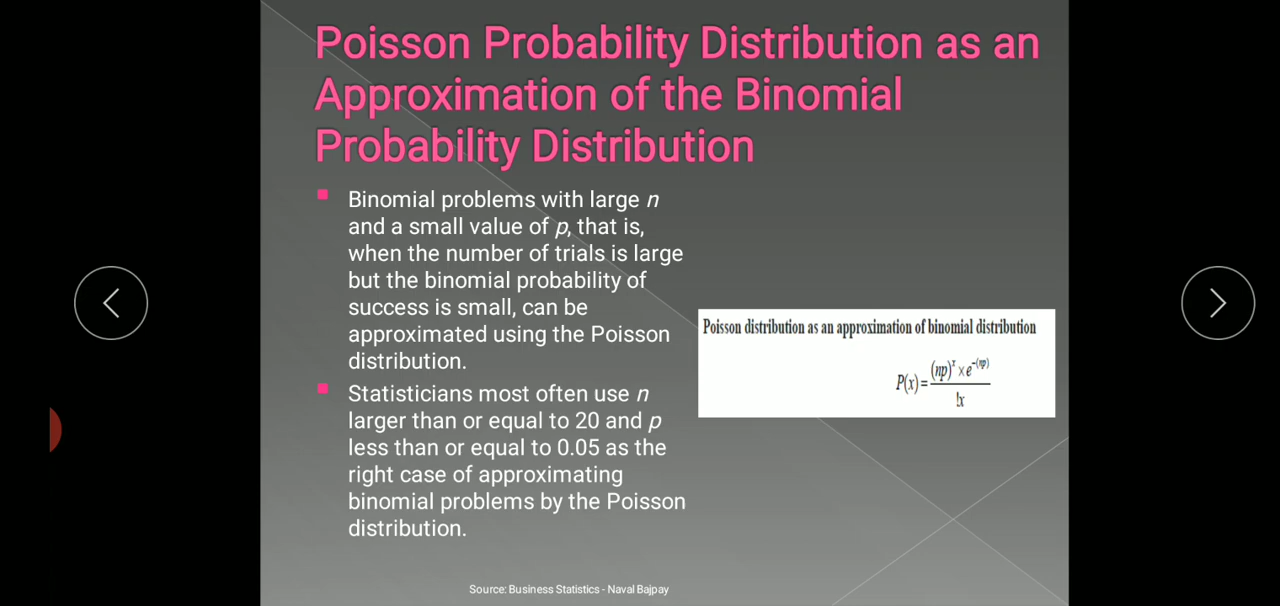 Poisson Probability Distribution as an
Approximation of the Binomial
Probability Distribution
Binomial problems with large n
and a small value of p, that is,
when the number of trials is large
but the binomial probability of
success is small, can be
approximated using the Poisson
distribution.
Statisticians most often use n
larger than or equal to 20 and p
less than or equal to 0.05 as the
right case of approximating
binomial problems by the Poisson
distribution.
Poisson distribution as an approximation of binomial distribution
P(x) = (np)^x × e^-(np) / !x
Source: Business Statistics - Naval Bajpay